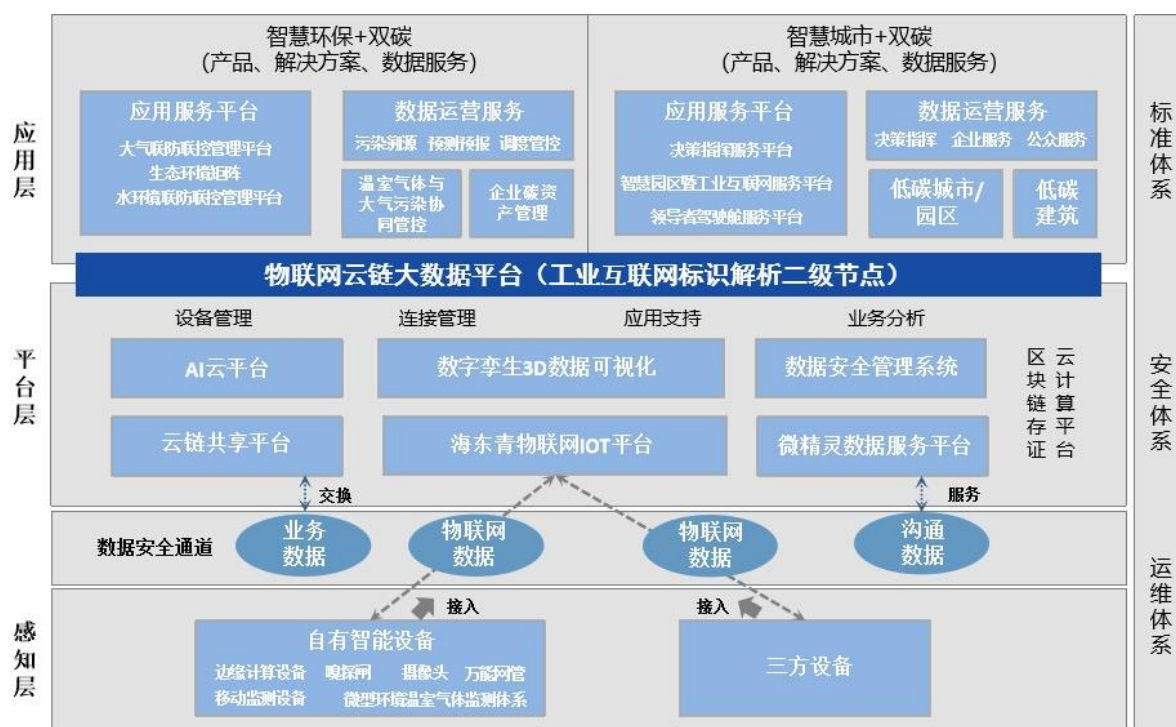 应用层
智慧环保+双碳
(产品、解决方案、数据服务)
应用服务平台
大气联防联控管理平台
生态环境矩阵
水环境联防联控管理平台
数据运营服务
污染溯源 预测预报 调度管控
温室气体与
大气污染协
同管控
企业碳资
产管理
智慧城市+双碳
(产品、解决方案、数据服务)
应用服务平台
决策指挥服务平台
智慧园区暨工业互联网服务平台
领导者驾驶舱服务平台
数据运营服务
决策指挥 企业服务 公众服务
低碳城市/
园区
低碳
建筑
物联网云链大数据平台（工业互联网标识解析二级节点）
平台层
设备管理 连接管理 应用支持 业务分析
AI云平台
数字孪生3D数据可视化
数据安全管理系统
云链共享平台
海东青物联网IOT平台
微精灵数据服务平台
区块链存证
云计算平台
交换
服务
数据安全通道
业务
数据
物联网
数据
物联网
数据
沟通
数据
感知层
接入
接入
自有智能设备
边缘计算设备 嗅探闸 摄像头 万能网管
移动监测设备 微型环境温室气体监测体系
三方设备
标准体系
安全体系
运维体系